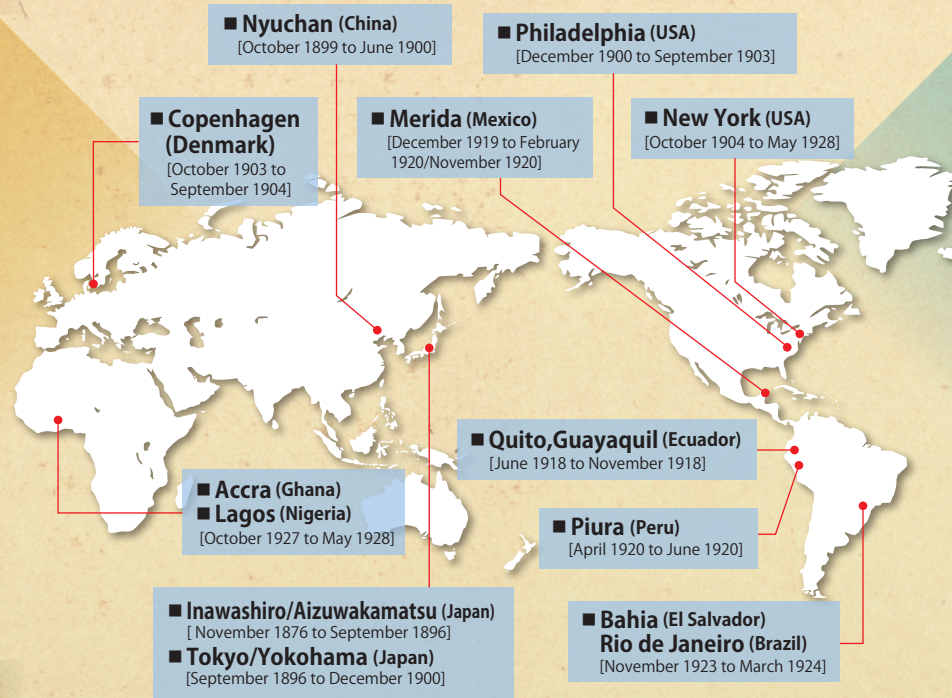 ■ Nyuchan (China)
[October 1899 to June 1900]
■ Philadelphia (USA)
[December 1900 to September 1903]
■ Copenhagen
(Denmark)
[October 1903 to
September 1904]
■ Merida (Mexico)
[December 1919 to February
1920/November 1920]
■ New York (USA)
[October 1904 to May 1928]
■ Quito,Guayaquil (Ecuador)
[June 1918 to November 1918]
■ Accra (Ghana)
■ Lagos (Nigeria)
[October 1927 to May 1928]
■ Piura (Peru)
[April 1920 to June 1920]
■ Inawashiro/Aizuwakamatsu (Japan)
[ November 1876 to September 1896]
■ Tokyo/Yokohama (Japan)
[September 1896 to December 1900]
■ Bahia (El Salvador)
Rio de Janeiro (Brazil)
[November 1923 to March 1924]